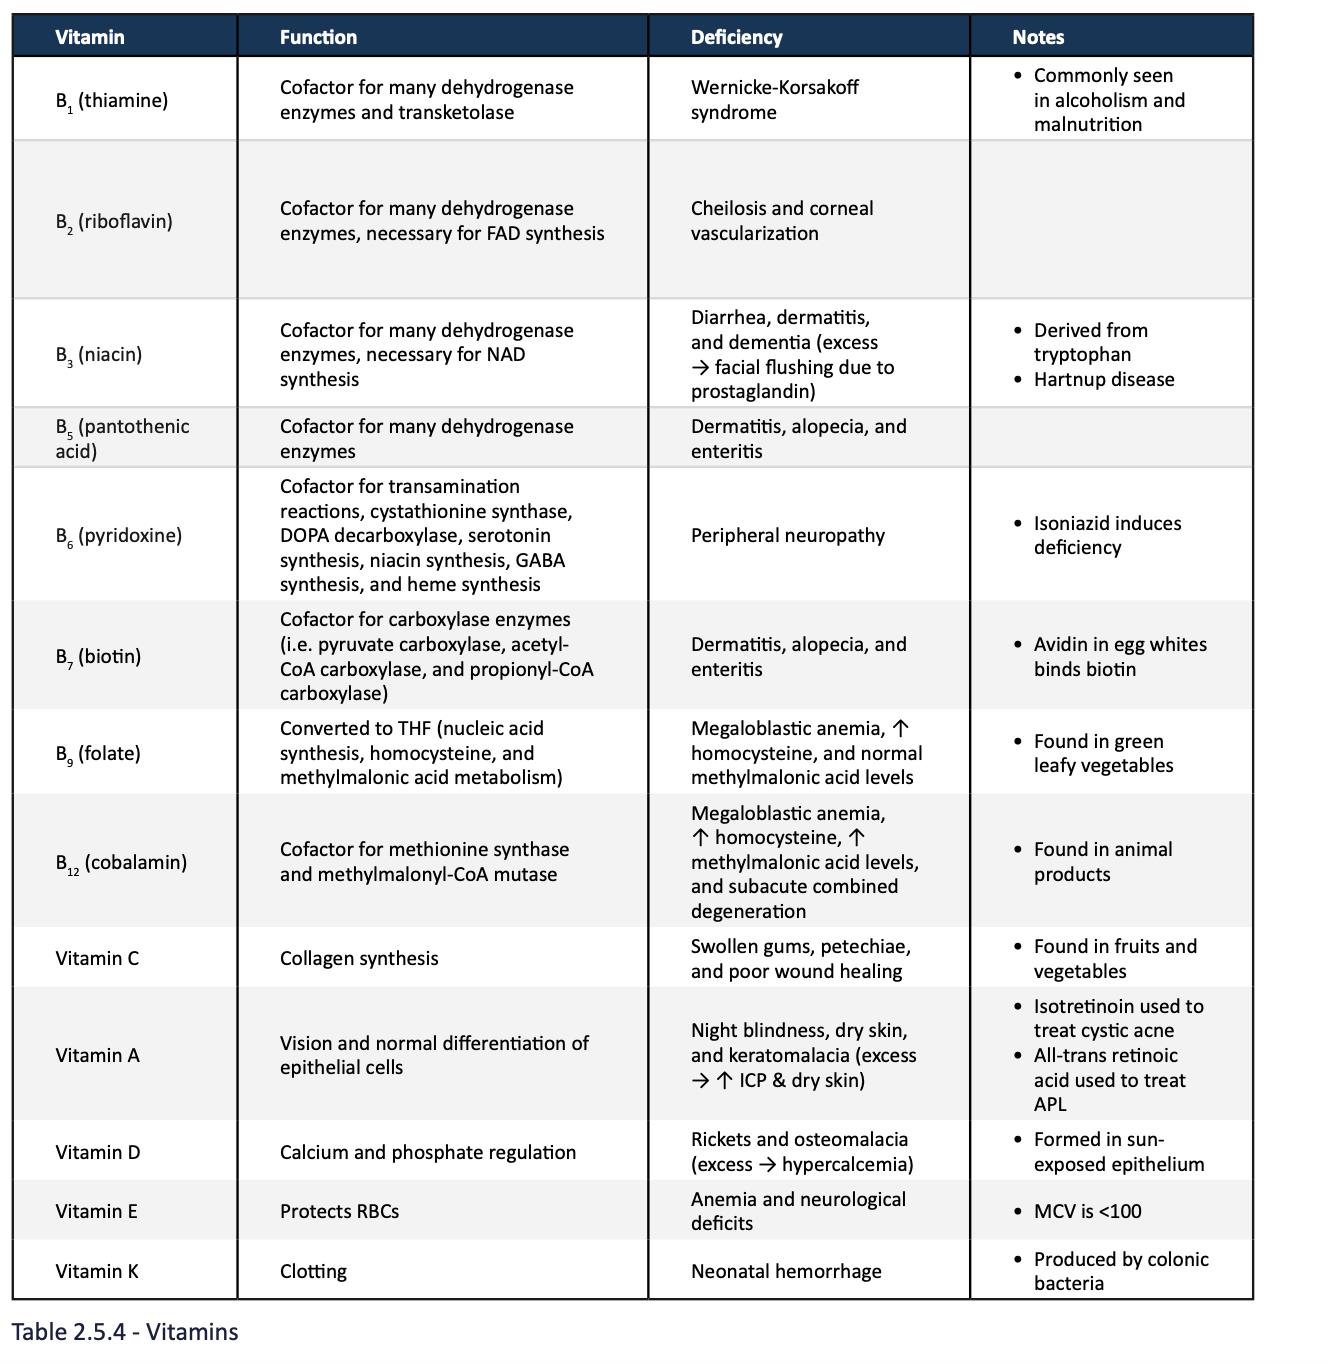 Vitamin Function Deficiency Notes
B1 (thiamine)
Cofactor for many dehydrogenase
enzymes and transketolase
Wernicke-Korsakoff
syndrome
• Commonly seen
in alcoholism and
malnutrition
B2 (riboflavin)
Cofactor for many dehydrogenase
enzymes, necessary for FAD synthesis
Cheilosis and corneal
vascularization
B3 (niacin)
Cofactor for many dehydrogenase
enzymes, necessary for NAD
synthesis
Diarrhea, dermatitis,
and dementia (excess
→ facial flushing due to
prostaglandin)
• Derived from
tryptophan
• Hartnup disease
B5 (pantothenic
acid)
Cofactor for many dehydrogenase
enzymes
Dermatitis, alopecia, and
enteritis
B6 (pyridoxine)
Cofactor for transamination
reactions, cystathionine synthase,
DOPA decarboxylase, serotonin
synthesis, niacin synthesis, GABA
synthesis, and heme synthesis
Peripheral neuropathy
• Isoniazid induces
deficiency
B7 (biotin)
Cofactor for carboxylase enzymes
(i.e. pyruvate carboxylase, acetyl-
CoA carboxylase, and propionyl-CoA
carboxylase)
Dermatitis, alopecia, and
enteritis
• Avidin in egg whites
binds biotin
B9 (folate)
Converted to THF (nucleic acid
synthesis, homocysteine, and
methylmalonic acid metabolism)
Megaloblastic anemia, ↑
homocysteine, and normal
methylmalonic acid levels
• Found in green
leafy vegetables
B12 (cobalamin)
Cofactor for methionine synthase
and methylmalonyl-CoA mutase
Megaloblastic anemia,
↑ homocysteine, ↑
methylmalonic acid levels,
and subacute combined
degeneration
• Found in animal
products
Vitamin C
Collagen synthesis
Swollen gums, petechiae,
and poor wound healing
• Found in fruits and
vegetables
Vitamin A
Vision and normal differentiation of
epithelial cells
Night blindness, dry skin,
and keratomalacia (excess
→ ↑ ICP & dry skin)
• Isotretinoin used to
treat cystic acne
• All-trans retinoic
acid used to treat
APL
Vitamin D
Calcium and phosphate regulation
Rickets and osteomalacia
(excess → hypercalcemia)
• Formed in sun-
exposed epithelium
Vitamin E
Protects RBCs
Anemia and neurological
deficits
• MCV is <100
Vitamin K
Clotting
Neonatal hemorrhage
• Produced by colonic
bacteria
Table 2.5.4 - Vitamins